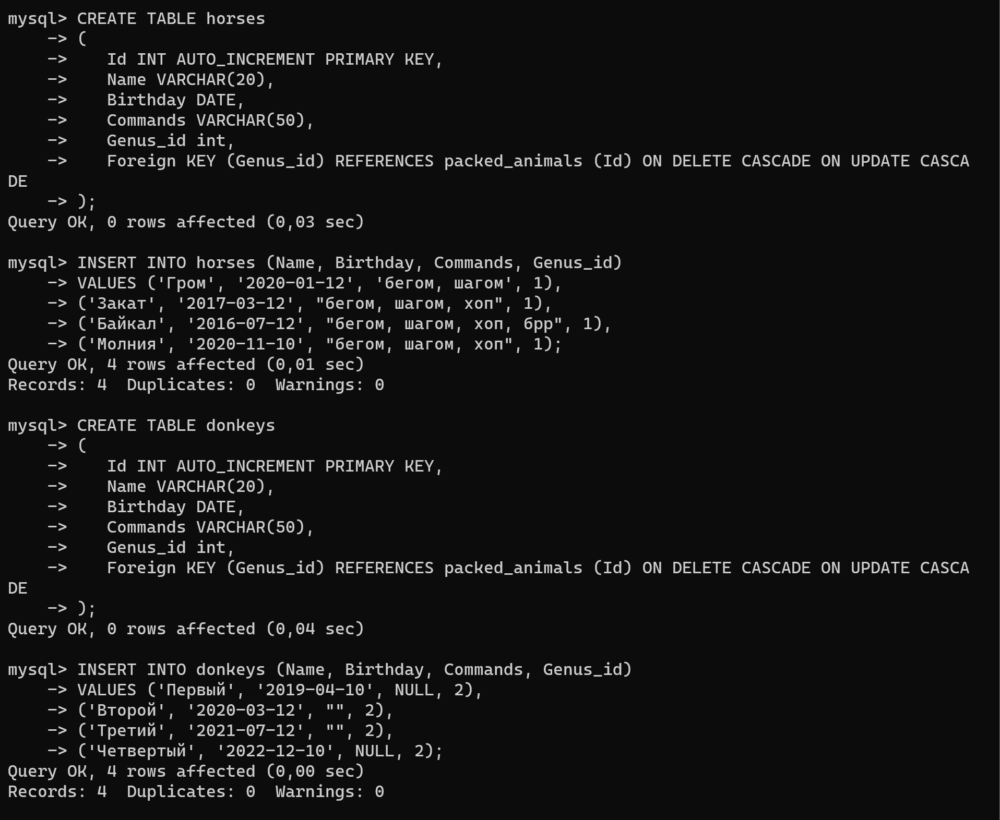 mysql> CREATE TABLE horses
    -> (
    ->    Id INT AUTO_INCREMENT PRIMARY KEY,
    ->    Name VARCHAR(20),
    ->    Birthday DATE,
    ->    Commands VARCHAR(50),
    ->    Genus_id int,
    ->    Foreign KEY (Genus_id) REFERENCES packed_animals (Id) ON DELETE CASCADE ON UPDATE CASCA
DE
    -> );
Query OK, 0 rows affected (0,03 sec)

mysql> INSERT INTO horses (Name, Birthday, Commands, Genus_id)
    -> VALUES ('Гром', '2020-01-12', 'бегом, шагом', 1),
    -> ('Закат', '2017-03-12', "бегом, шагом, хоп", 1),
    -> ('Байкал', '2016-07-12', "бегом, шагом, хоп, брр", 1),
    -> ('Молния', '2020-11-10', "бегом, шагом, хоп", 1);
Query OK, 4 rows affected (0,01 sec)
Records: 4  Duplicates: 0  Warnings: 0

mysql> CREATE TABLE donkeys
    -> (
    ->    Id INT AUTO_INCREMENT PRIMARY KEY,
    ->    Name VARCHAR(20),
    ->    Birthday DATE,
    ->    Commands VARCHAR(50),
    ->    Genus_id int,
    ->    Foreign KEY (Genus_id) REFERENCES packed_animals (Id) ON DELETE CASCADE ON UPDATE CASCA
DE
    -> );
Query OK, 0 rows affected (0,04 sec)

mysql> INSERT INTO donkeys (Name, Birthday, Commands, Genus_id)
    -> VALUES ('Первый', '2019-04-10', NULL, 2),
    -> ('Второй', '2020-03-12', "", 2),
    -> ('Третий', '2021-07-12', "", 2),
    -> ('Четвертый', '2022-12-10', NULL, 2);
Query OK, 4 rows affected (0,00 sec)
Records: 4  Duplicates: 0  Warnings: 0